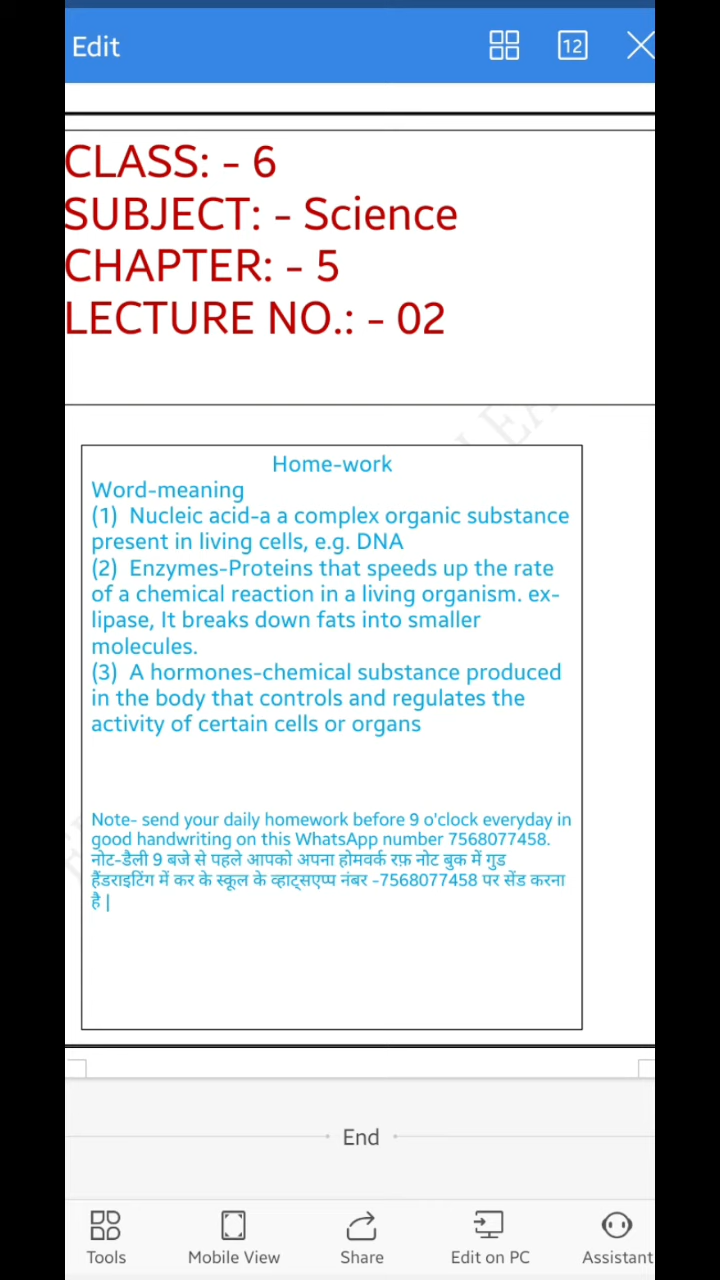 Edit
12
CLASS: - 6
SUBJECT: - Science
CHAPTER: - 5
LECTURE NO.: - 02
Home-work
Word-meaning
(1) Nucleic acid-a a complex organic substance
present in living cells, e.g. DNA
(2) Enzymes-Proteins that speeds up the rate
of a chemical reaction in a living organism. ex-
lipase, It breaks down fats into smaller
molecules.
(3) A hormones-chemical substance produced
in the body that controls and regulates the
activity of certain cells or organs
Note- send your daily homework before 9 o'clock everyday in
good handwriting on this WhatsApp number 7568077458.
नोट-डैली 9 बजे से पहले आपको अपना होमवर्क रफ़ नोट बुक में गुड
हैंडराइटिंग में कर के स्कूल के व्हाट्सएप्प नंबर -7568077458 पर सेंड करना
है |
End
Tools
Mobile View
Share
Edit on PC
Assistant